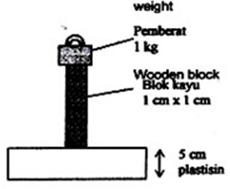 weight
Pemberat
1 kg
Wooden block
Blok kayu
1 cm x 1 cm
5 cm
plastisin